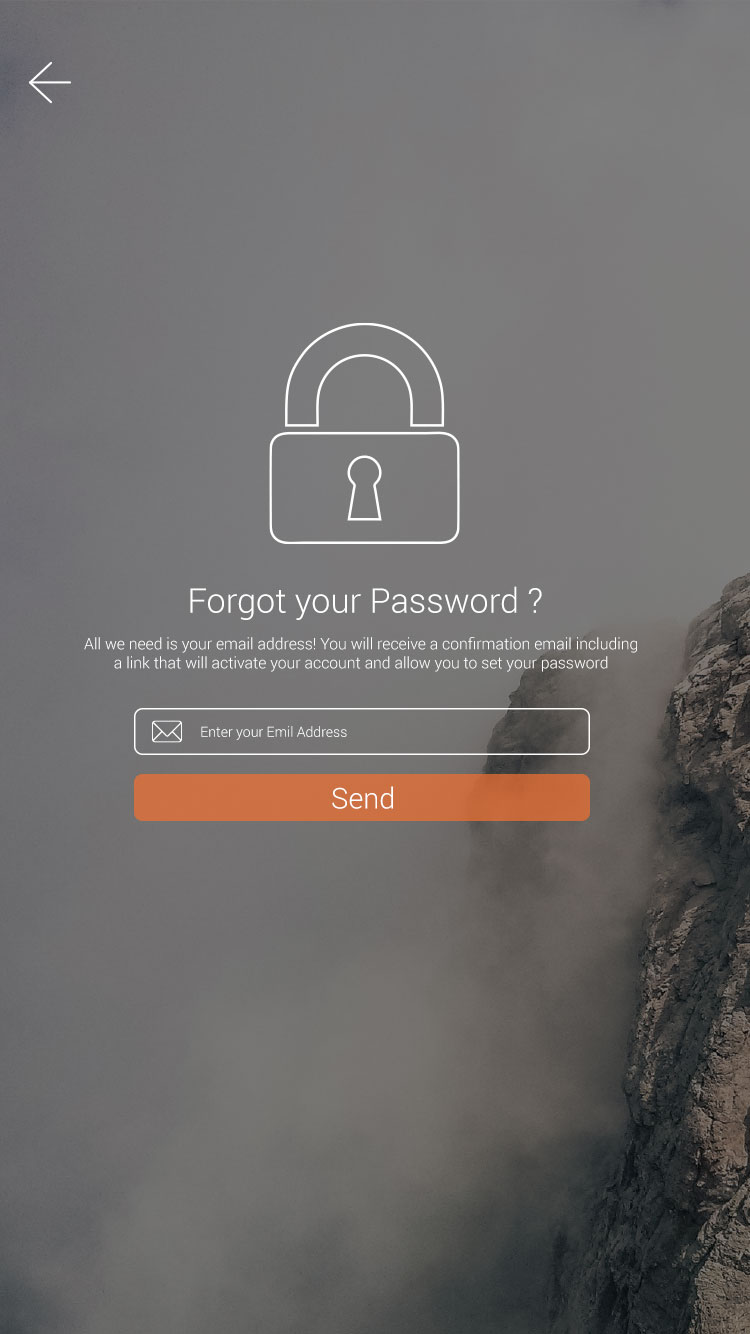 Forgot your Password ?
All we need is your email address! You will receive a confirmation email including
a link that will activate your account and allow you to set your password
Enter your Emil Address
Send